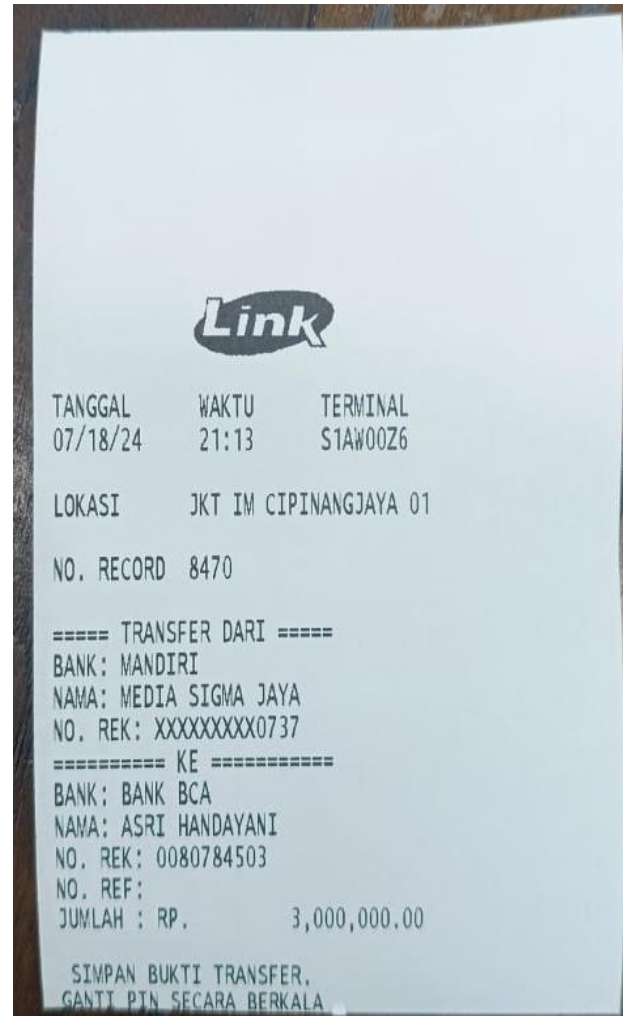 Link
TANGGAL WAKTU TERMINAL
07/18/24 21:13 S1AW00Z6
LOKASI JKT IM CIPINANGJAYA 01
NO. RECORD 8470
===== TRANSFER DARI =====
BANK: MANDIRI
NAMA: MEDIA SIGMA JAYA
NO. REK: XXXXXXXXX0737
========== KE ===========
BANK: BANK BCA
NAMA: ASRI HANDAYANI
NO. REK: 0080784503
NO. REF:
JUMLAH : RP. 3,000,000.00
SIMPAN BUKTI TRANSFER.
GANTI PIN SECARA BERKALA